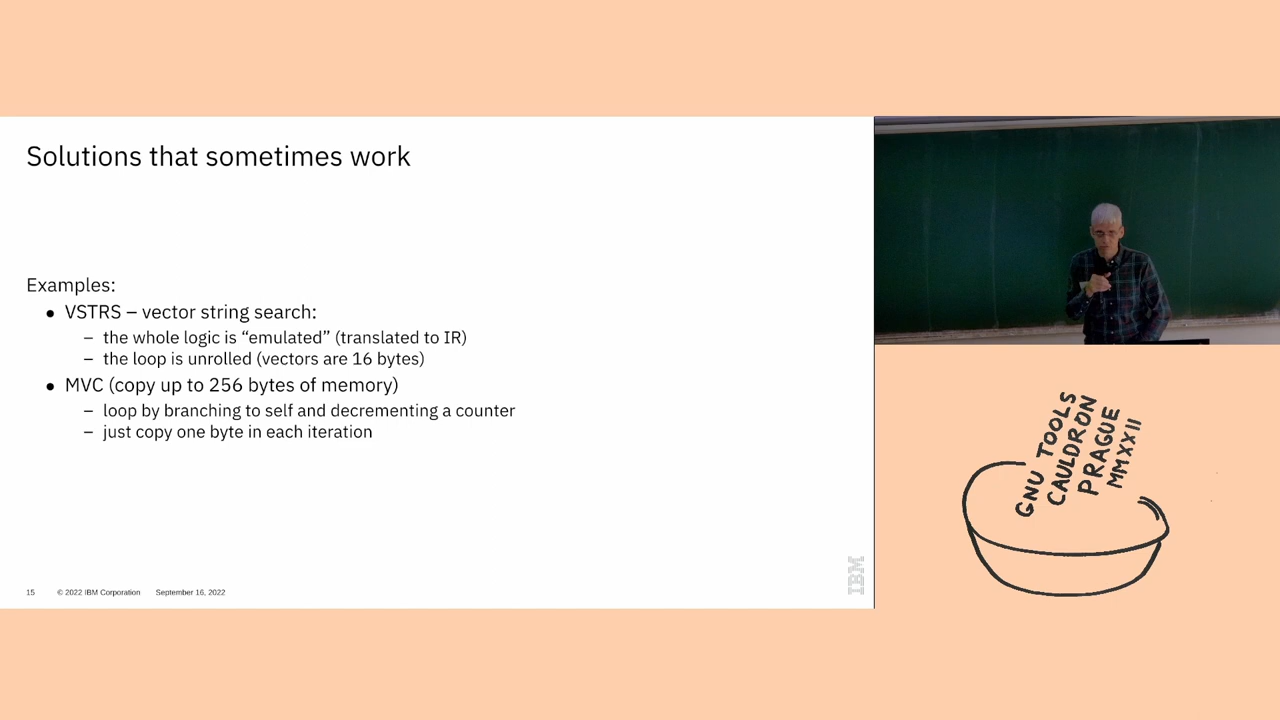 Solutions that sometimes work
Examples:
● VSTRS – vector string search:
– the whole logic is “emulated” (translated to IR)
– the loop is unrolled (vectors are 16 bytes)
● MVC (copy up to 256 bytes of memory)
– loop by branching to self and decrementing a counter
– just copy one byte in each iteration
15 © 2022 IBM Corporation September 16, 2022
IBM
GNU TOOLS
CAULDRON
PRAGUE
MMXXII